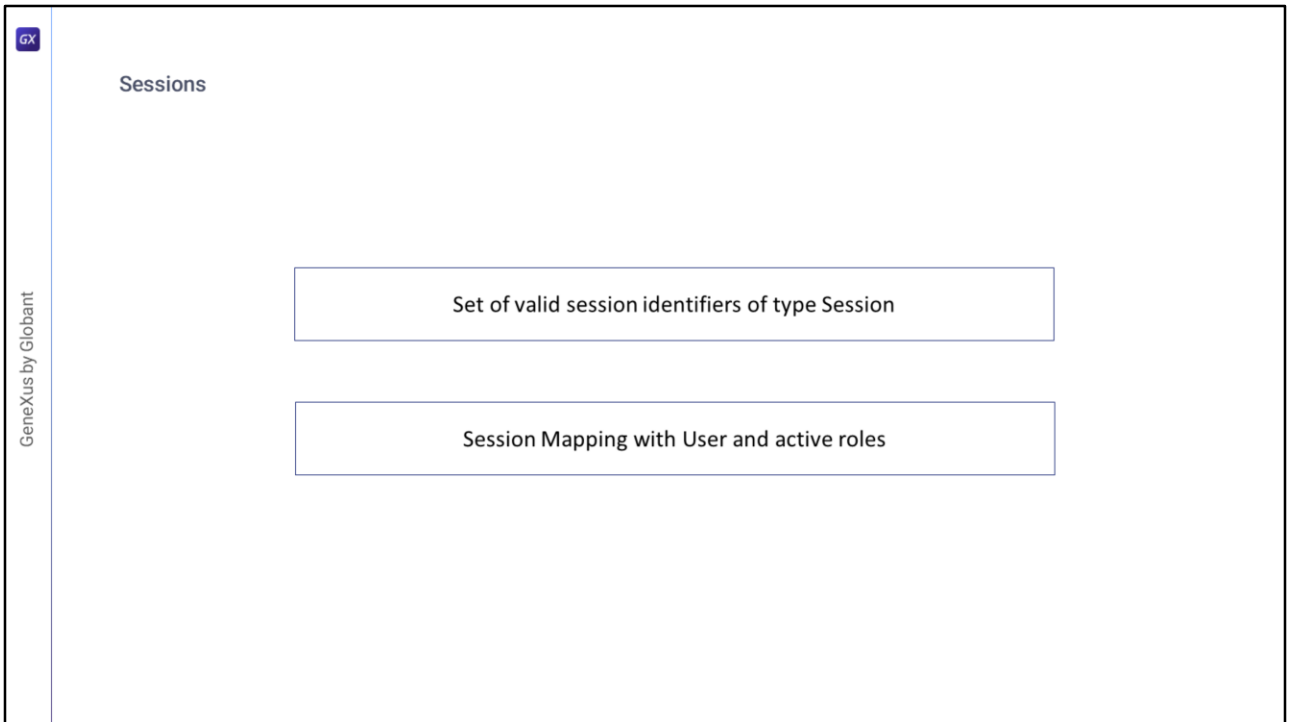 GX
Sessions
Set of valid session identifiers of type Session
Session Mapping with User and active roles
GeneXus by Globant